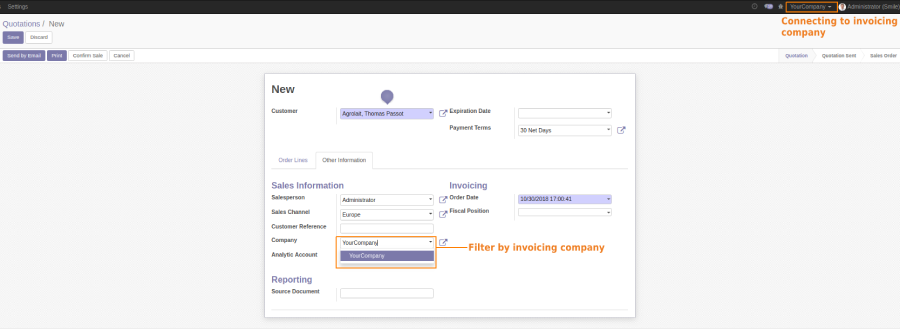 Settings
YourCompany
Administrator (Smile)
Connecting to invoicing
company
Quotations / New
Save Discard
Send by Email Print Confirm Sale Cancel
Quotation Quotation Sent Sales Order
New
Customer Agrolait, Thomas Passot Expiration Date
Payment Terms 30 Net Days
Order Lines Other Information
Sales Information Invoicing
Salesperson Administrator Order Date 10/30/2018 17:00:41
Sales Channel Europe Fiscal Position
Customer Reference
Company YourCompany Filter by invoicing company
Analytic Account YourCompany
Reporting
Source Document